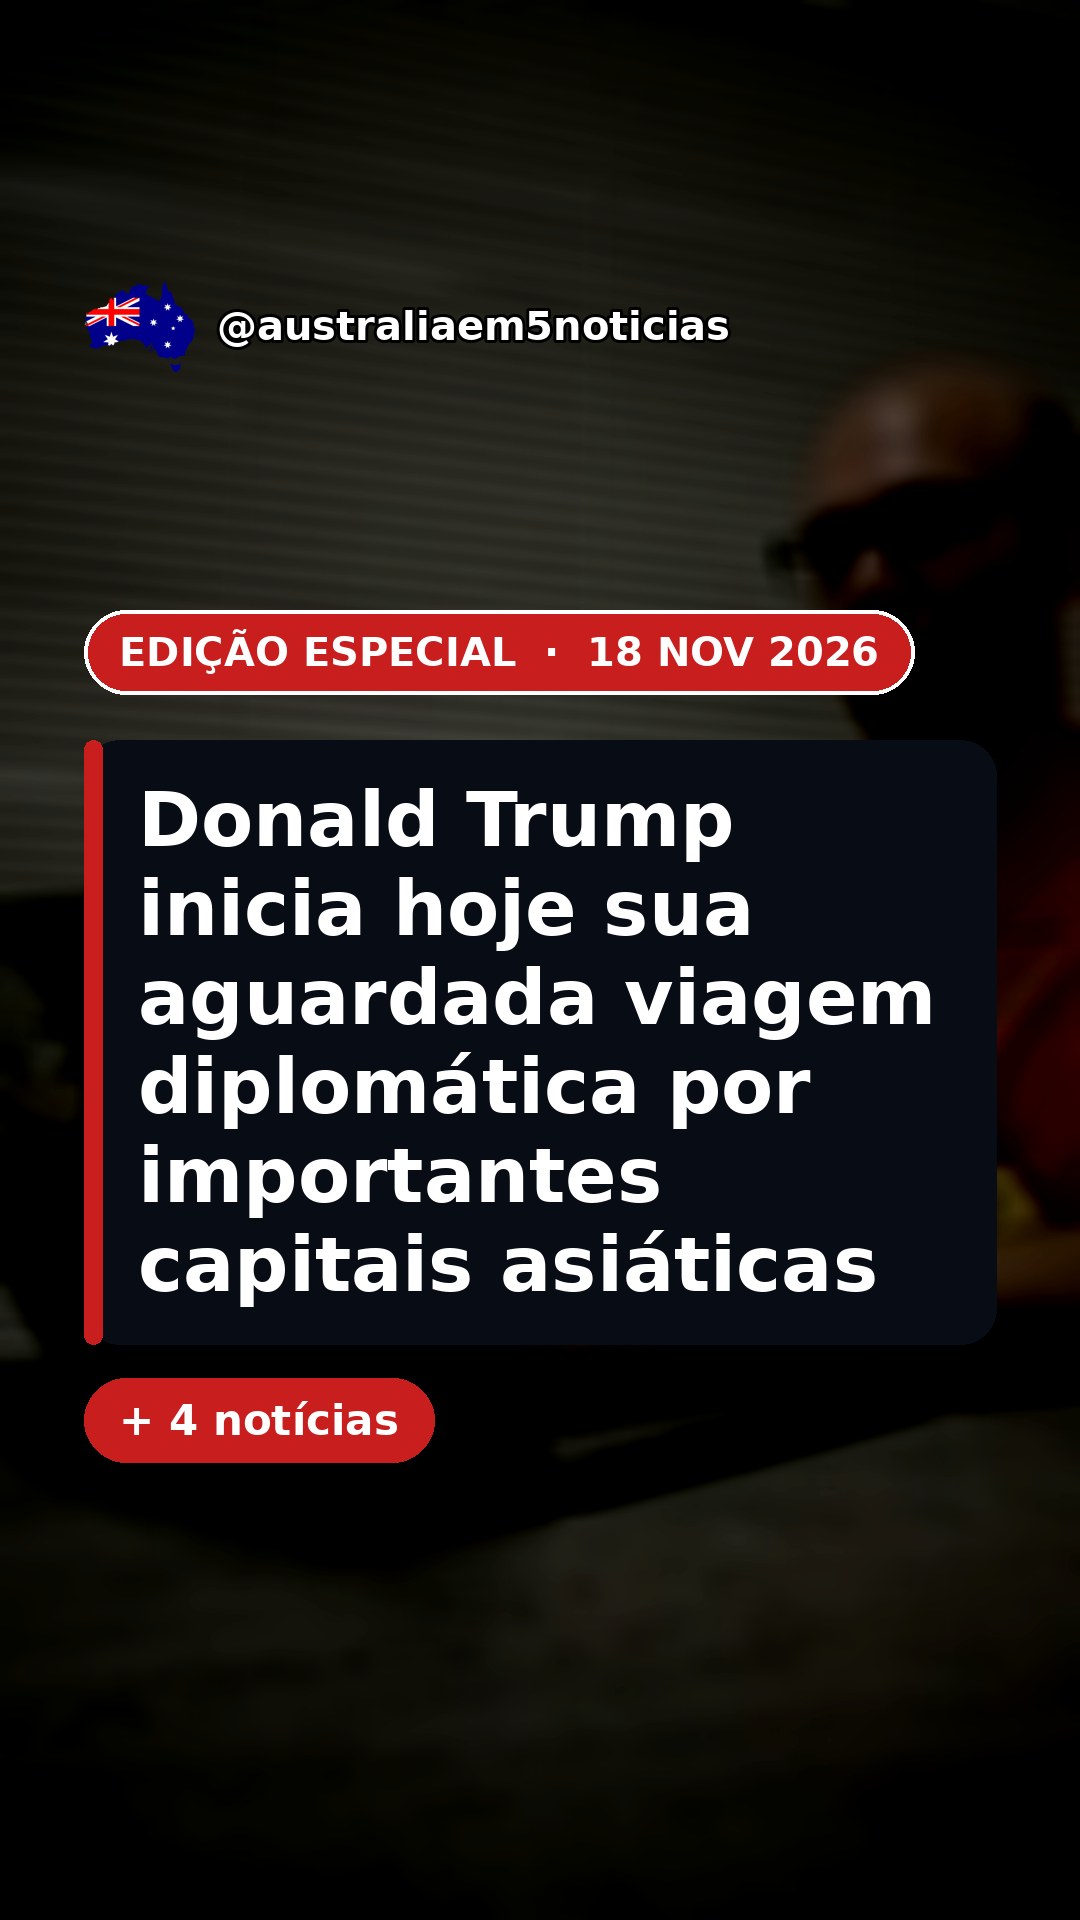 @australiaem5noticias
EDIÇÃO ESPECIAL · 18 NOV 2026
Donald Trump
inicia hoje sua
aguardada viagem
diplomática por
importantes
capitais asiáticas
+ 4 notícias